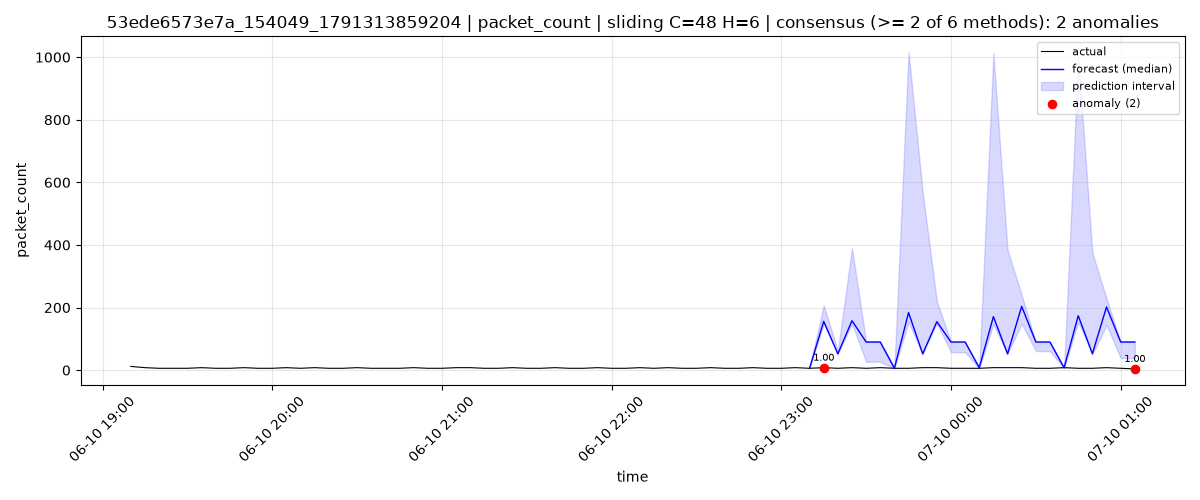 53ede6573e7a_154049_1791313859204 | packet_count | sliding C=48 H=6 | consensus (>= 2 of 6 methods): 2 anomalies
packet_count
1000
800
600
400
200
0
actual
forecast (median)
prediction interval
anomaly (2)
1.00
1.00
06-10 19:00
06-10 20:00
06-10 21:00
06-10 22:00
06-10 23:00
07-10 00:00
07-10 01:00
time